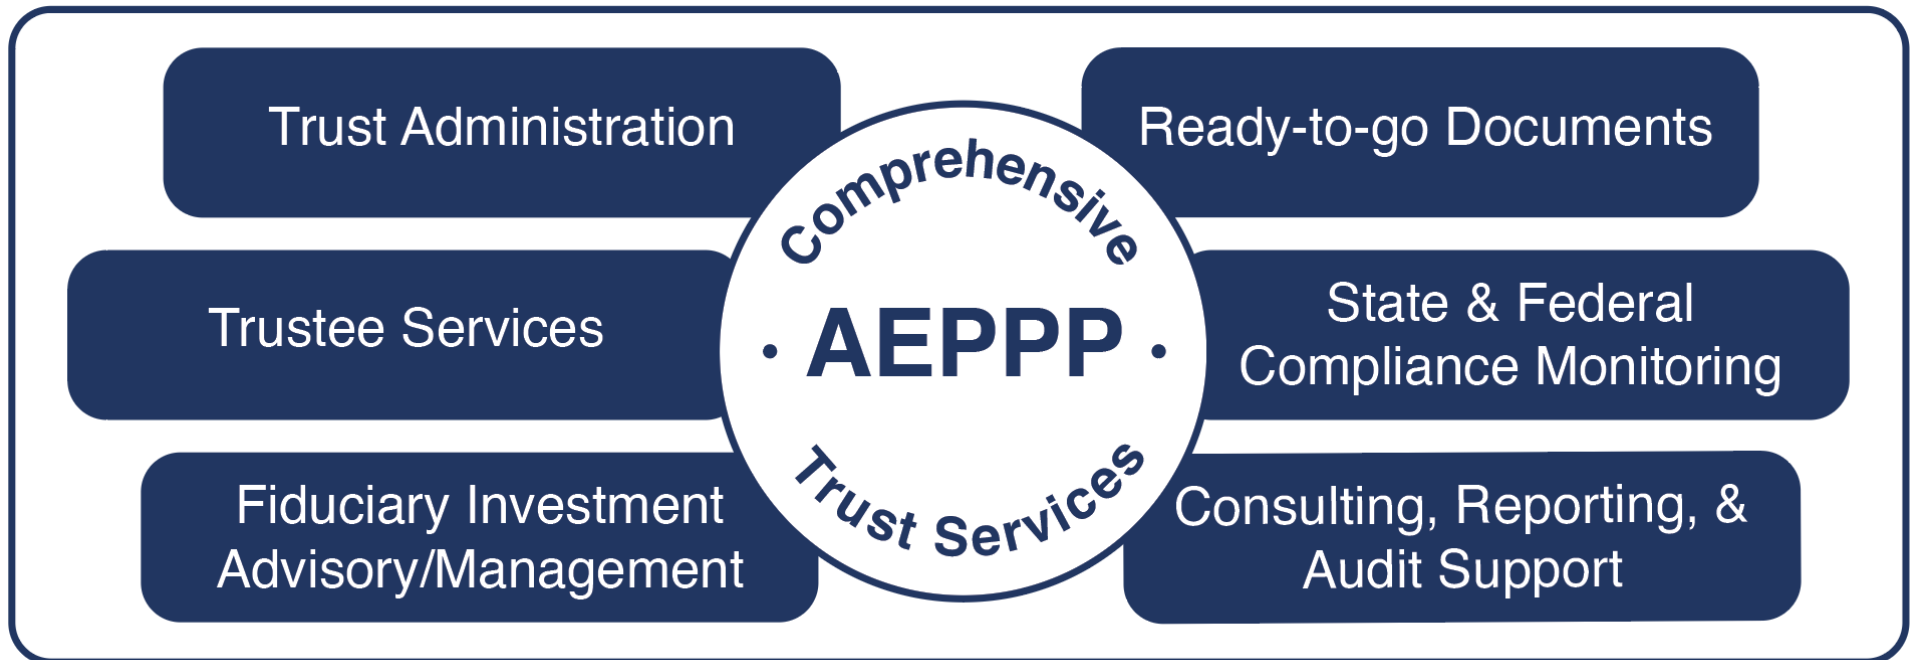 Trust Administration
Trustee Services
Fiduciary Investment
Advisory/Management
Comprehensive
· AEPPP ·
Trust Services
Ready-to-go Documents
State & Federal
Compliance Monitoring
Consulting, Reporting, &
Audit Support